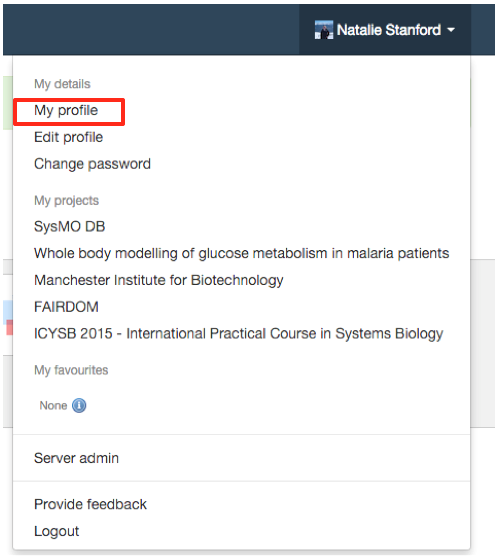 Natalie Stanford
My details
My profile
Edit profile
Change password
My projects
SysMO DB
Whole body modelling of glucose metabolism in malaria patients
Manchester Institute for Biotechnology
FAIRDOM
ICYSB 2015 - International Practical Course in Systems Biology
My favourites
None
Server admin
Provide feedback
Logout